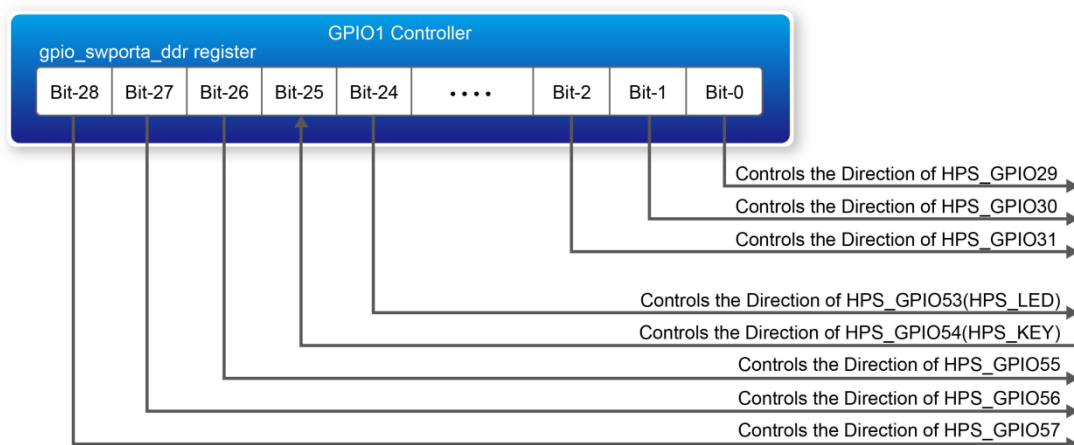 GPIO1 Controller
gpio_swporta_ddr register
Bit-28 Bit-27 Bit-26 Bit-25 Bit-24 •••• Bit-2 Bit-1 Bit-0
Controls the Direction of HPS_GPIO29
Controls the Direction of HPS_GPIO30
Controls the Direction of HPS_GPIO31
Controls the Direction of HPS_GPIO53(HPS_LED)
Controls the Direction of HPS_GPIO54(HPS_KEY)
Controls the Direction of HPS_GPIO55
Controls the Direction of HPS_GPIO56
Controls the Direction of HPS_GPIO57